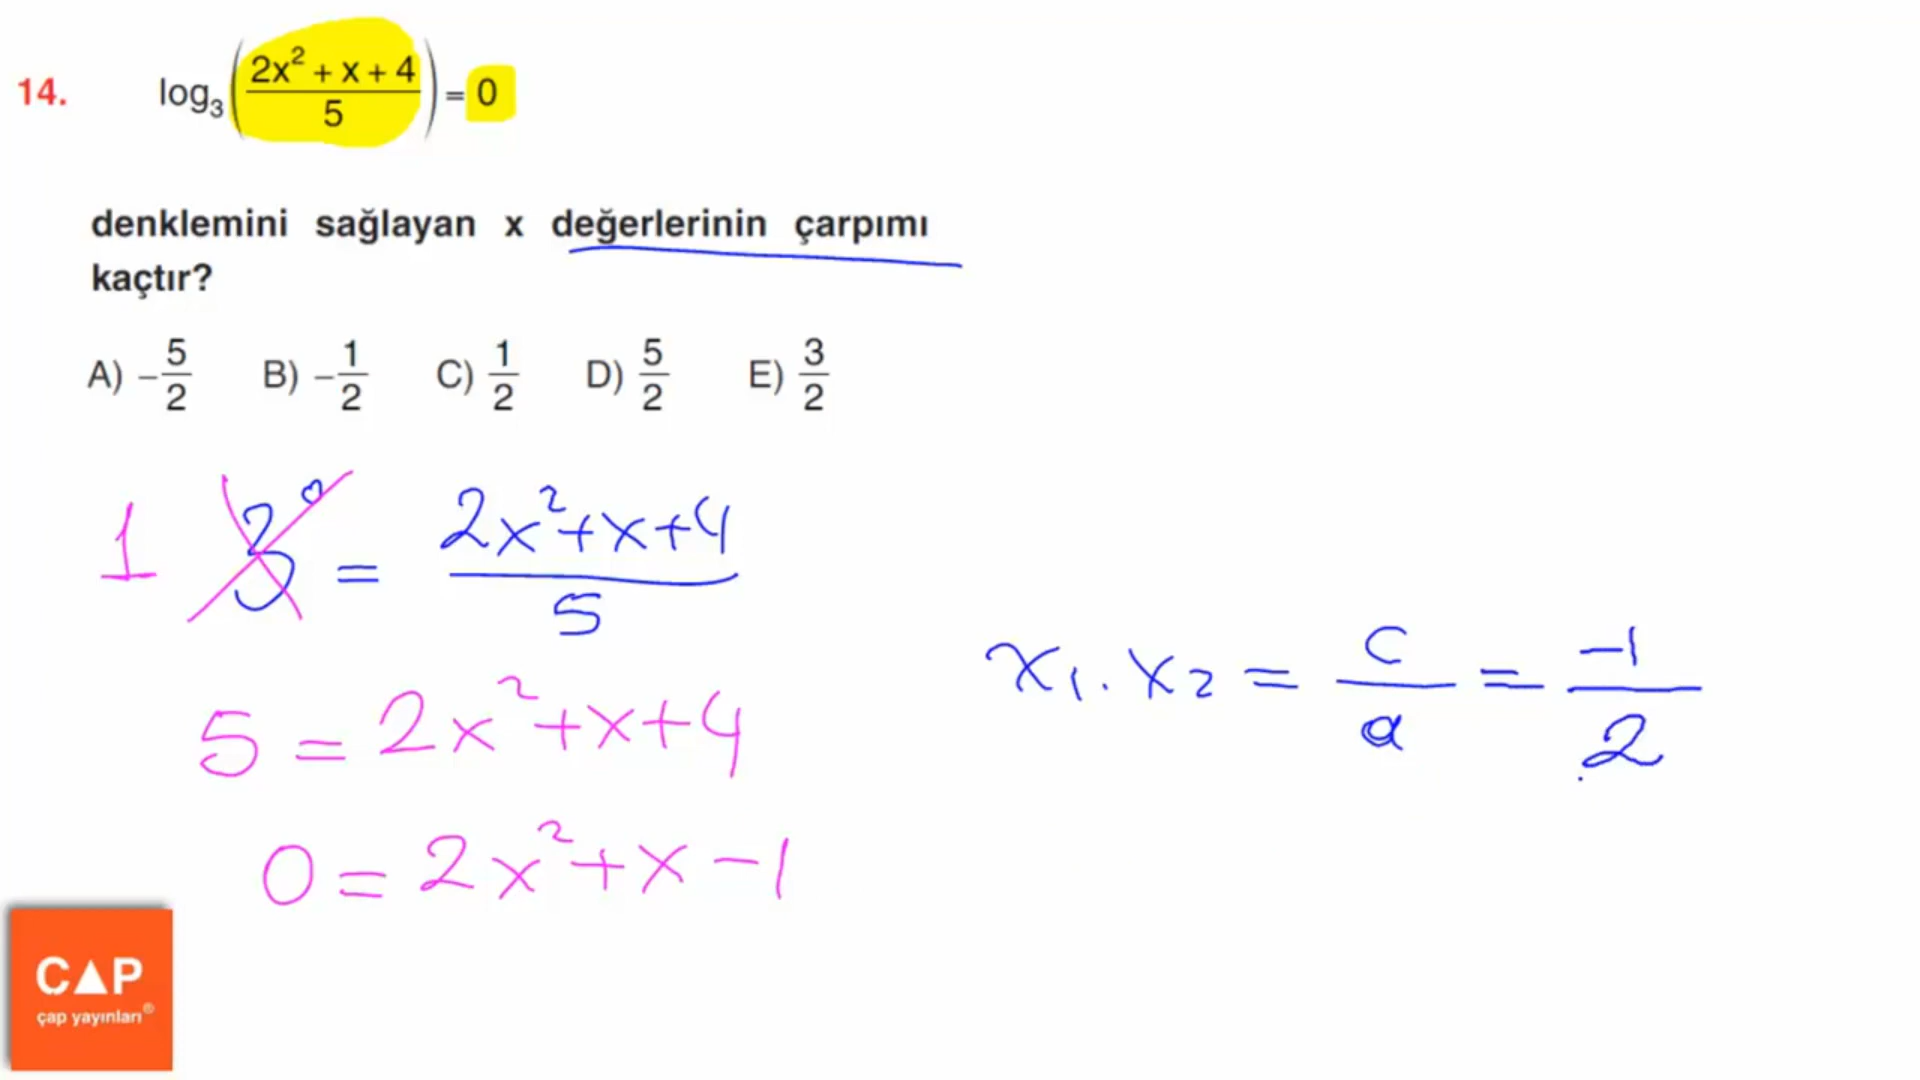 14. log₃((2x² + x + 4)/5) = 0
denklemini sağlayan x değerlerinin çarpımı
kaçtır?
A) -5/2 B) -1/2 C) 1/2 D) 5/2 E) 3/2
1 3⁰ = (2x²+x+4)/5
5 = 2x²+x+4
0 = 2x²+x-1
x₁.x₂ = c/a = -1/2
CAP
çap yayınları®